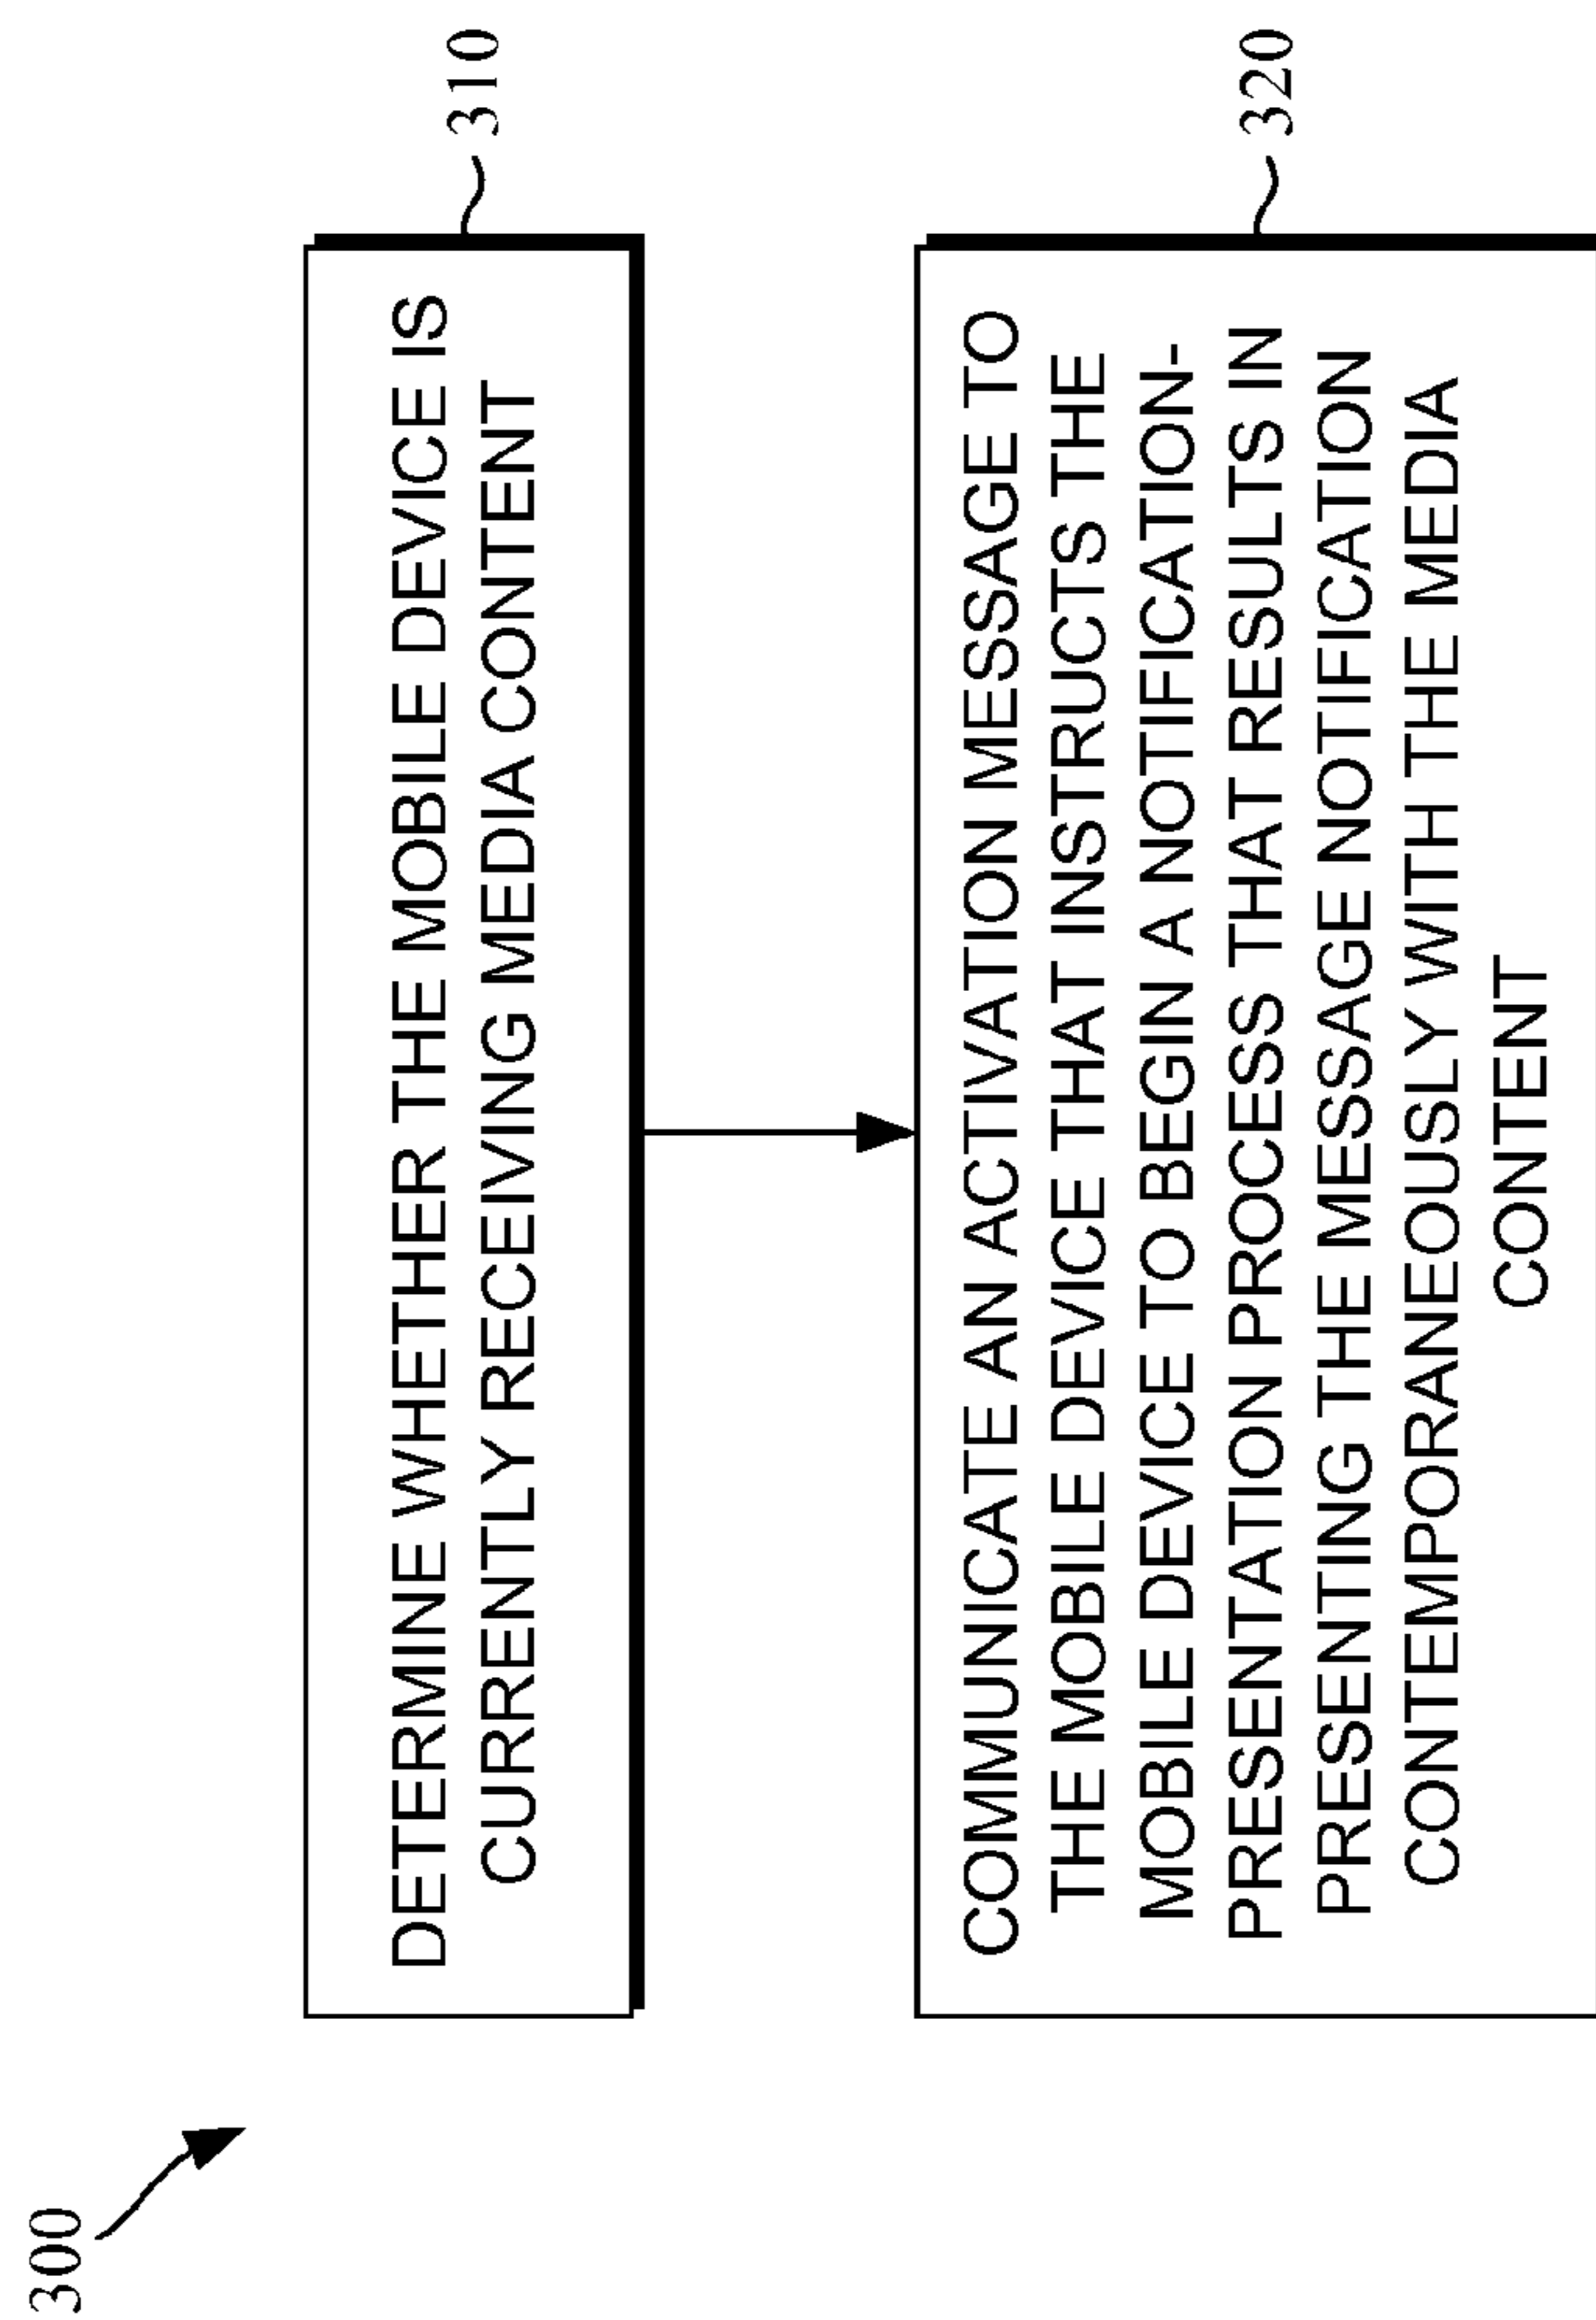 300
DETERMINE WHETHER THE MOBILE DEVICE IS
CURRENTLY RECEIVING MEDIA CONTENT
310
COMMUNICATE AN ACTIVATION MESSAGE TO
THE MOBILE DEVICE THAT INSTRUCTS THE
MOBILE DEVICE TO BEGIN A NOTIFICATION-
PRESENTATION PROCESS THAT RESULTS IN
PRESENTING THE MESSAGE NOTIFICATION
CONTEMPORANEOUSLY WITH THE MEDIA
CONTENT
320